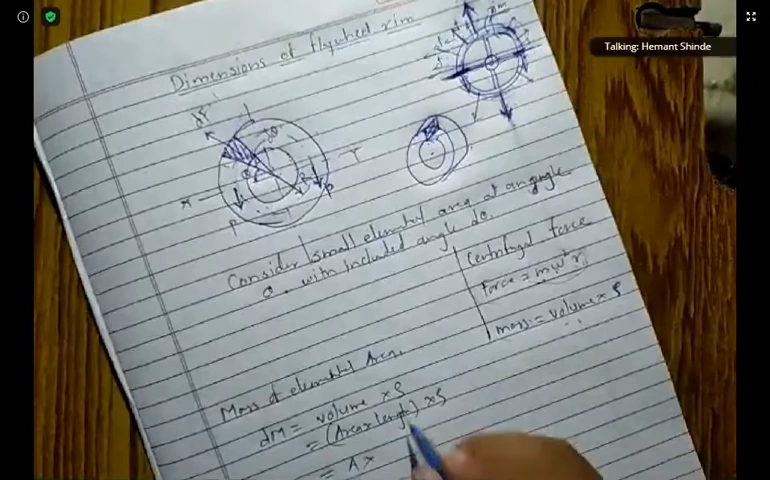 Talking: Hemant Shinde
Dimensions of flywheel rim
Consider small elemental area at an angle
θ. with included angle dθ.
Centrifugal force
force = mω²r
mass = volume × ρ
Mass of elemental Area.
dM = volume × ρ
= (Area × length) × ρ
= A ×